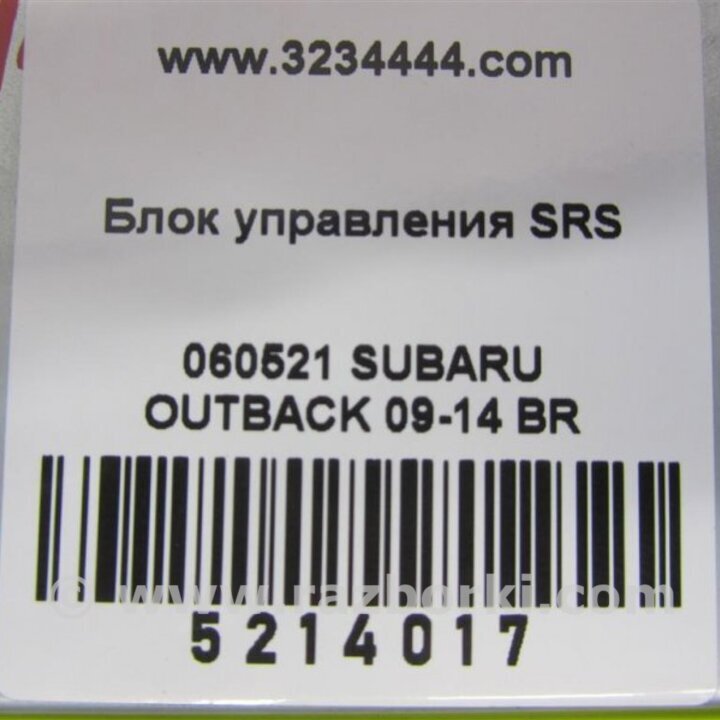 www.3234444.com
Блок управления SRS
060521 SUBARU
OUTBACK 09-14 BR
© www.razborki.com
5214017